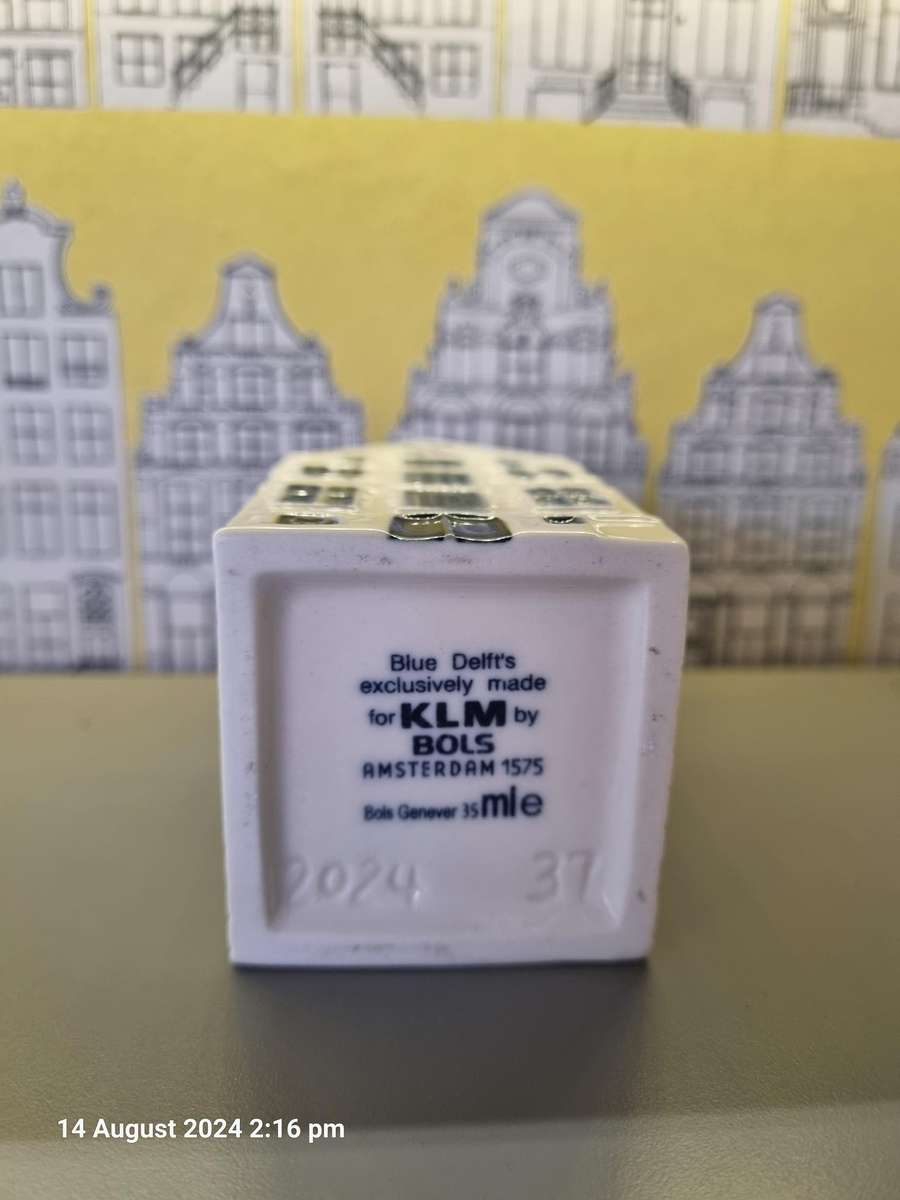 Blue Delft's
exclusively made
for KLM by
BOLS
AMSTERDAM 1575
Bols Genever 35 ml e
2024 37
14 August 2024 2:16 pm